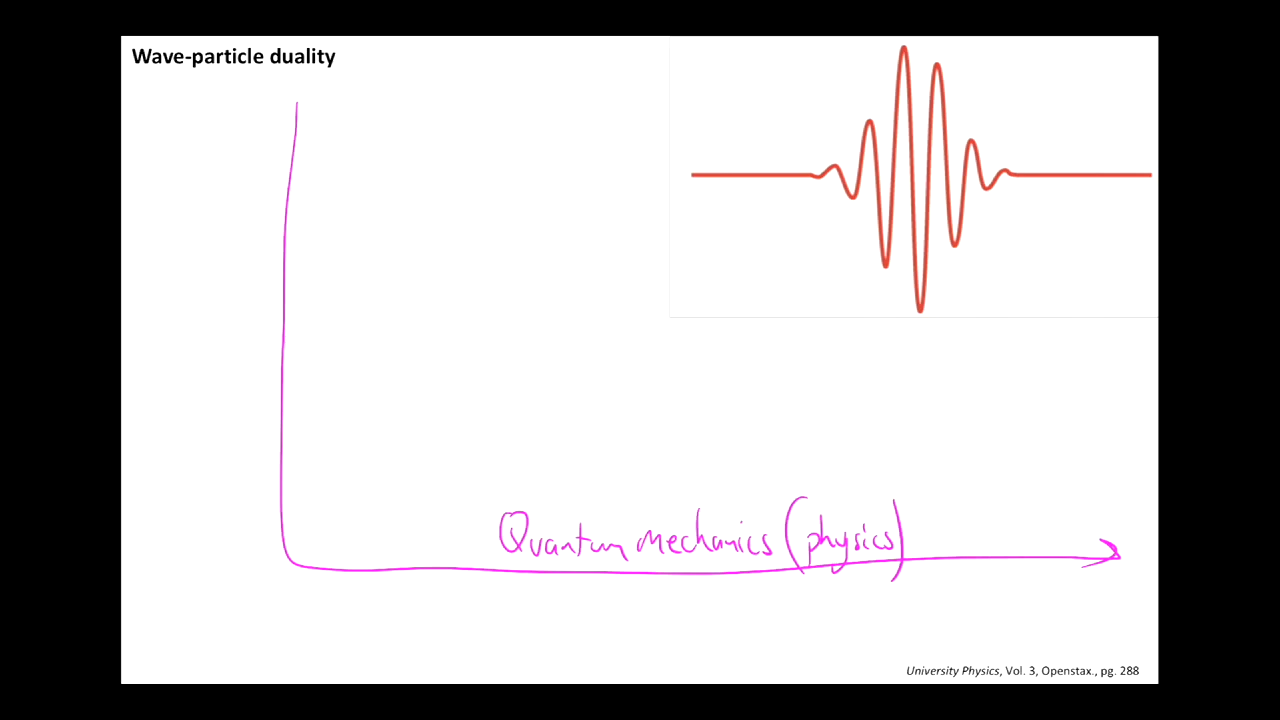 Wave-particle duality
Quantum mechanics (physics)
University Physics, Vol. 3, Openstax., pg. 288